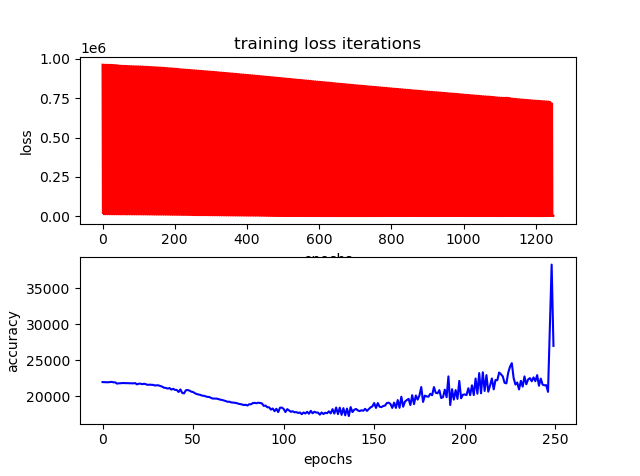 training loss iterations
1e6
1.00
0.75
0.50
0.25
0.00
loss
0 200 400 600 800 1000 1200
epochs
35000
30000
25000
20000
accuracy
0 50 100 150 200 250
epochs